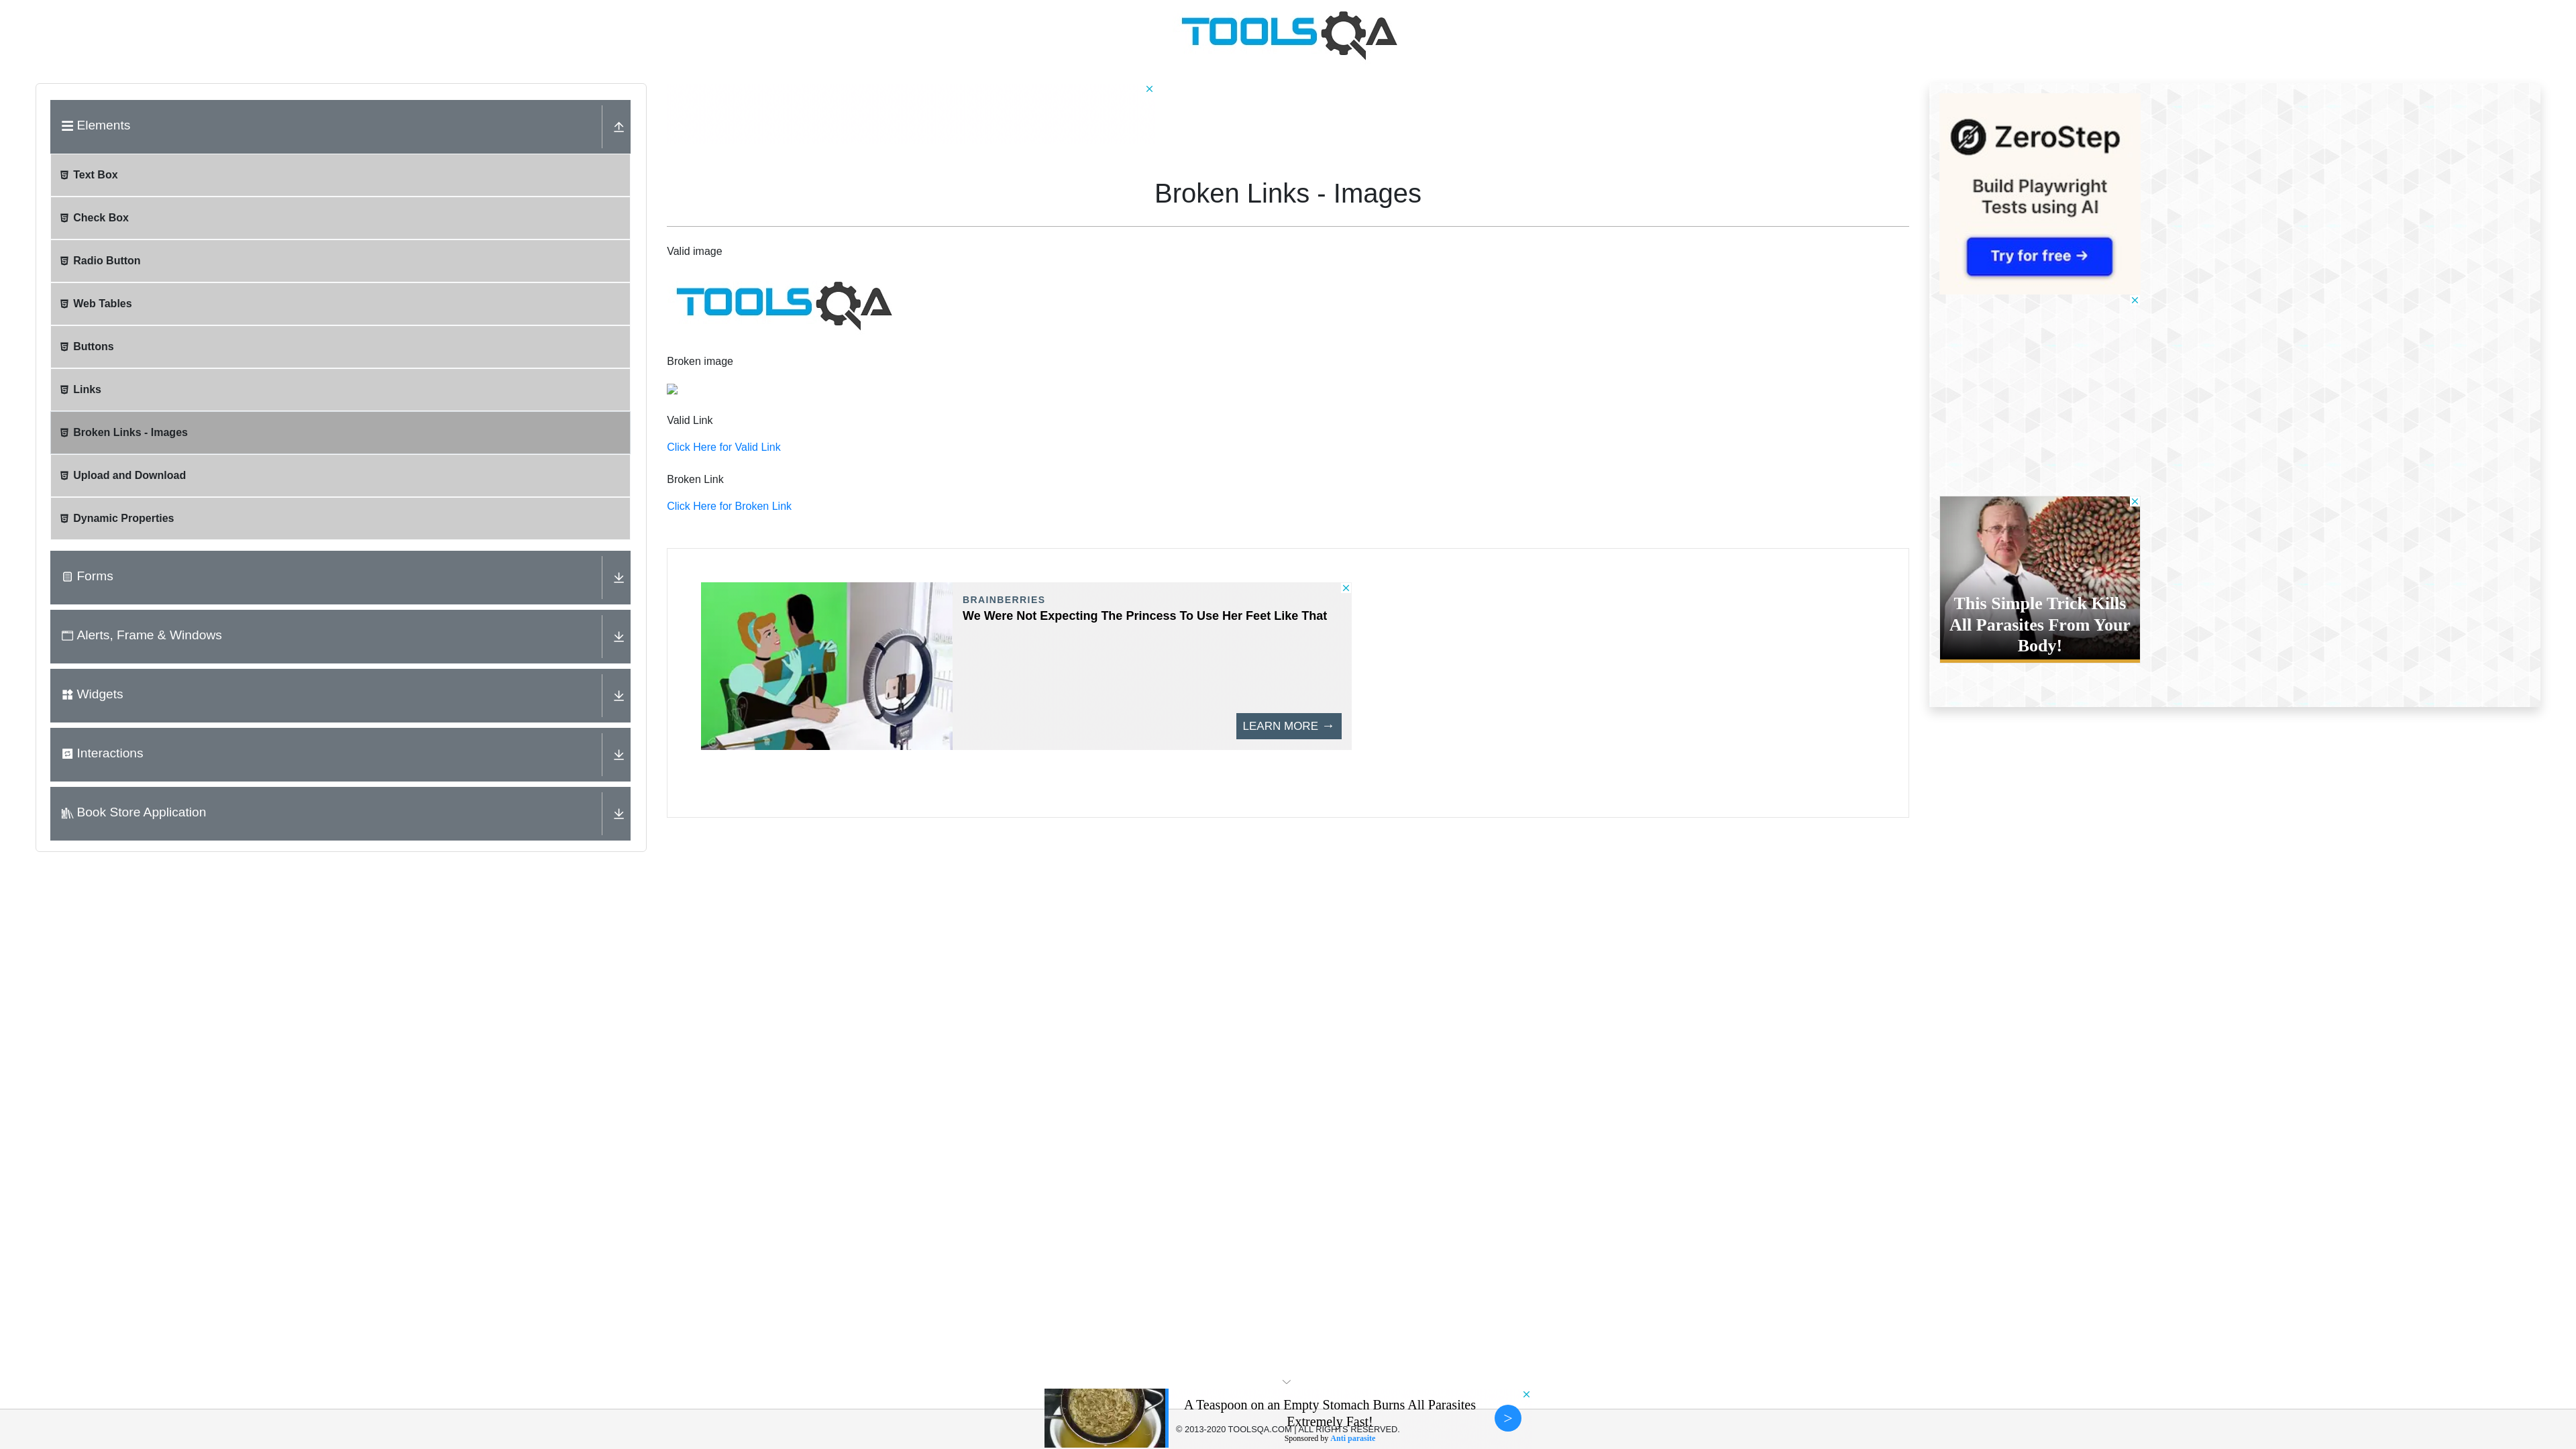 TOOLSQA
Elements
Text Box
Check Box
Radio Button
Web Tables
Buttons
Links
Broken Links - Images
Upload and Download
Dynamic Properties
Forms
Alerts, Frame & Windows
Widgets
Interactions
Book Store Application
Broken Links - Images
Valid image
TOOLSQA
Broken image
Valid Link
Click Here for Valid Link
Broken Link
Click Here for Broken Link
BRAINBERRIES
We Were Not Expecting The Princess To Use Her Feet Like That
LEARN MORE →
ZeroStep
Build Playwright
Tests using AI
Try for free →
This Simple Trick Kills
All Parasites From Your
Body!
A Teaspoon on an Empty Stomach Burns All Parasites
Extremely Fast!
© 2013-2020 TOOLSQA.COM | ALL RIGHTS RESERVED.
Sponsored by Anti parasite